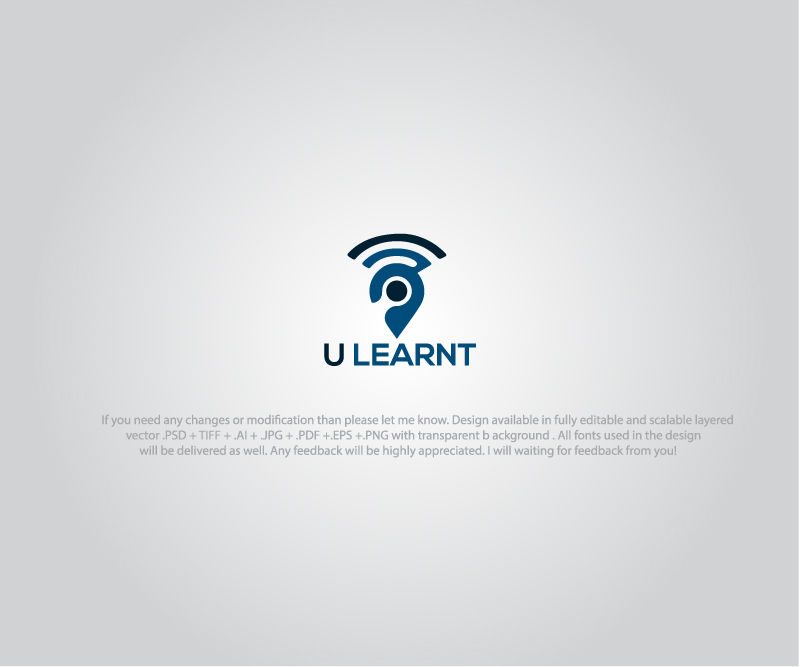 U LEARNT
If you need any changes or modification than please let me know. Design available in fully editable and scalable layered
vector .PSD + TIFF + .AI + .JPG + .PDF +.EPS +.PNG with transparent b ackground . All fonts used in the design
will be delivered as well. Any feedback will be highly appreciated. I will waiting for feedback from you!